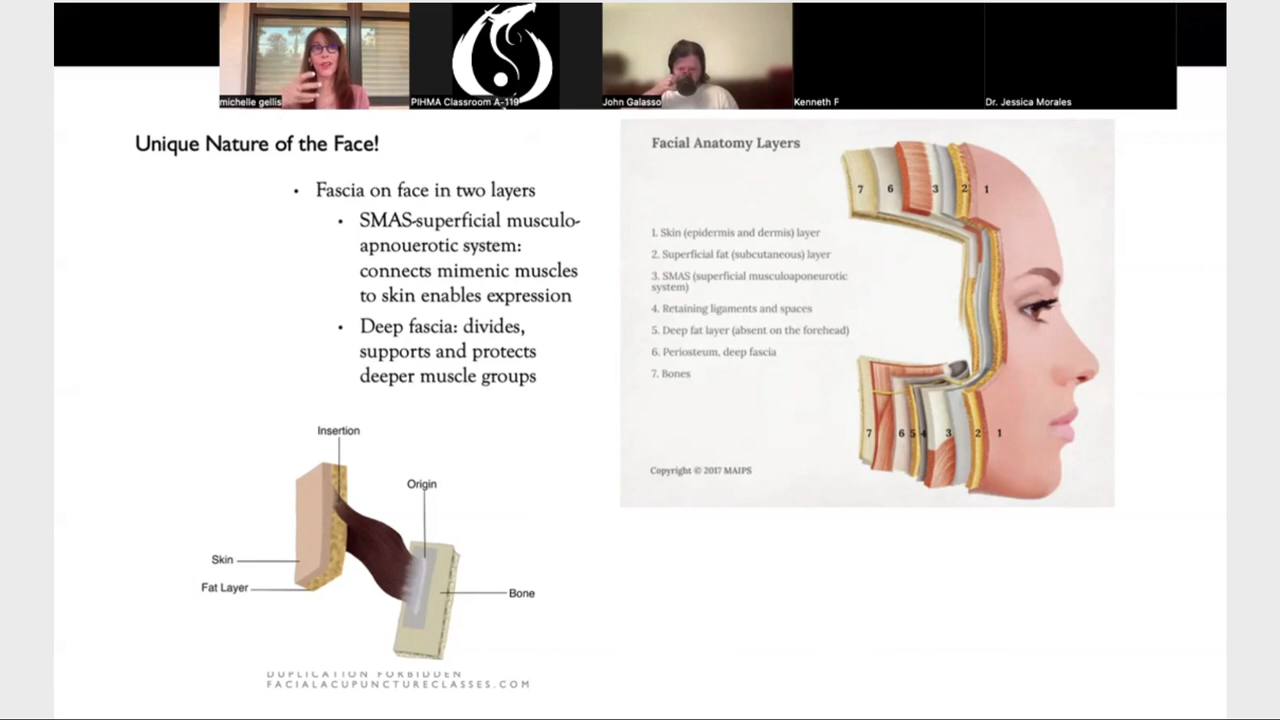 michelle gellis
PIHMA Classroom A-119
John Galasso
Kenneth F
Dr. Jessica Morales
Unique Nature of the Face!
• Fascia on face in two layers
• SMAS-superficial musculo-
apnouerotic system:
connects mimenic muscles
to skin enables expression
• Deep fascia: divides,
supports and protects
deeper muscle groups
Insertion
Origin
Skin
Fat Layer
Bone
DUPLICATION FORBIDDEN
FACIALACUPUNCTURECLASSES.COM
Facial Anatomy Layers
7 6 3 2 1
1. Skin (epidermis and dermis) layer
2. Superficial fat (subcutaneous) layer
3. SMAS (superficial musculoaponeurotic
system)
4. Retaining ligaments and spaces
5. Deep fat layer (absent on the forehead)
6. Periosteum, deep fascia
7. Bones
7 6 5 4 3 2 1
Copyright © 2017 MAIPS